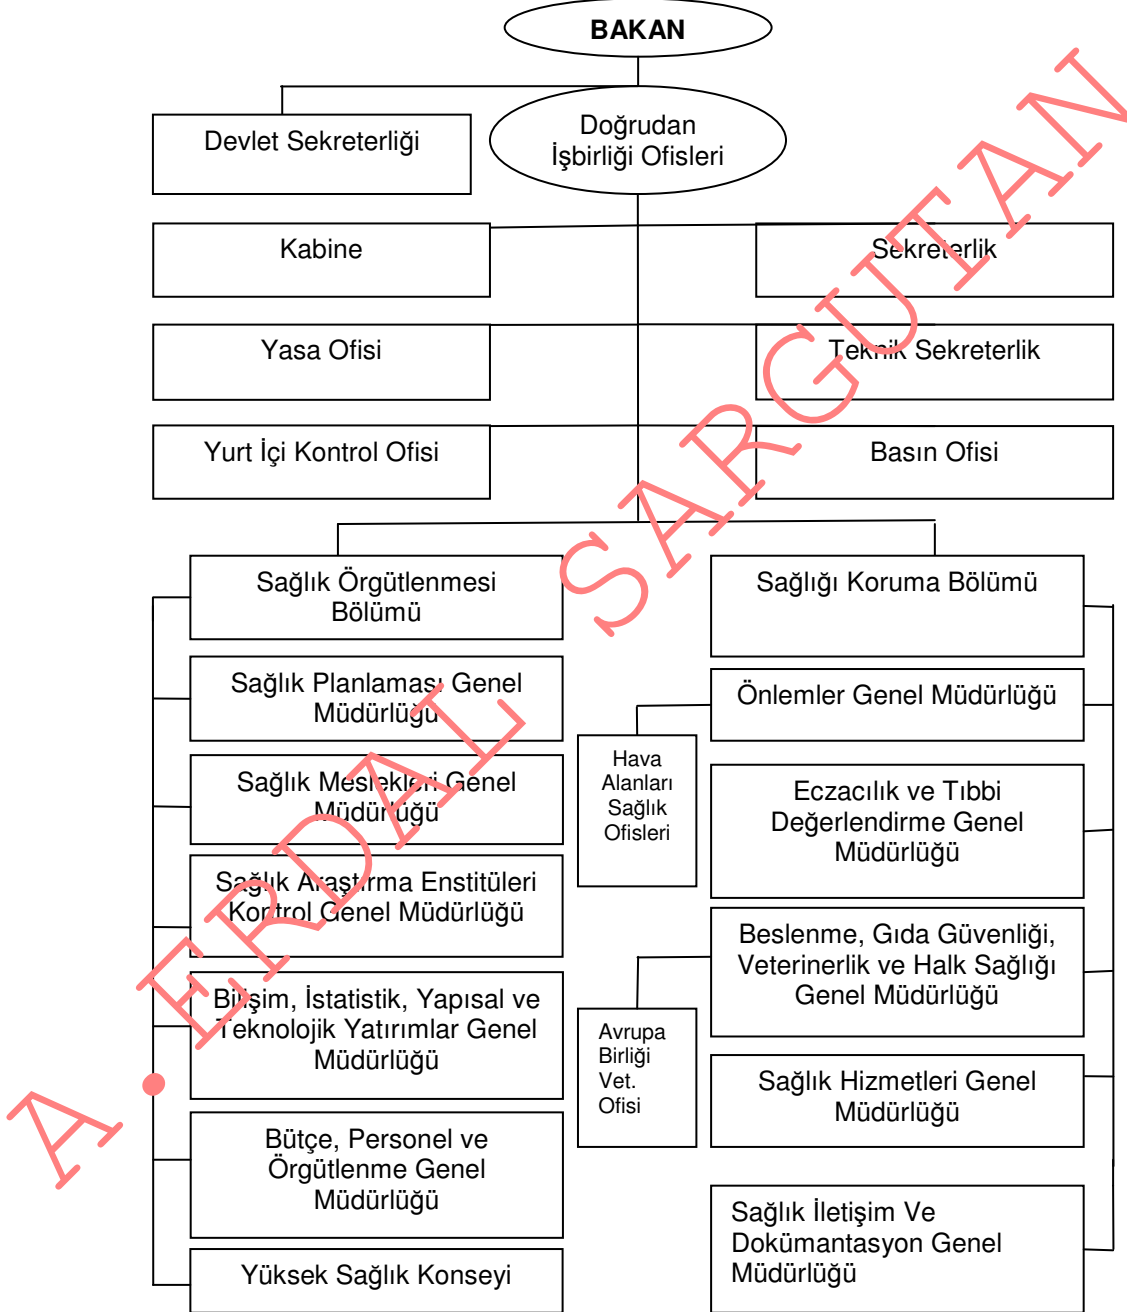 BAKAN
Devlet Sekreterliği
Doğrudan
İşbirliği Ofisleri
Kabine
Sekreterlik
Yasa Ofisi
Teknik Sekreterlik
Yurt İçi Kontrol Ofisi
Basın Ofisi
Sağlık Örgütlenmesi
Bölümü
Sağlık Planlaması Genel
Müdürlüğü
Sağlık Meslekleri Genel
Müdürlüğü
Sağlık Araştırma Enstitüleri
Kontrol Genel Müdürlüğü
Bilişim, İstatistik, Yapısal ve
Teknolojik Yatırımlar Genel
Müdürlüğü
Bütçe, Personel ve
Örgütlenme Genel
Müdürlüğü
Yüksek Sağlık Konseyi
Sağlığı Koruma Bölümü
Önlemler Genel Müdürlüğü
Hava
Alanları
Sağlık
Ofisleri
Eczacılık ve Tıbbi
Değerlendirme Genel
Müdürlüğü
Beslenme, Gıda Güvenliği,
Veterinerlik ve Halk Sağlığı
Genel Müdürlüğü
Avrupa
Birliği
Vet.
Ofisi
Sağlık Hizmetleri Genel
Müdürlüğü
Sağlık İletişim Ve
Dokümantasyon Genel
Müdürlüğü
A. ERDAL SARGUTAN